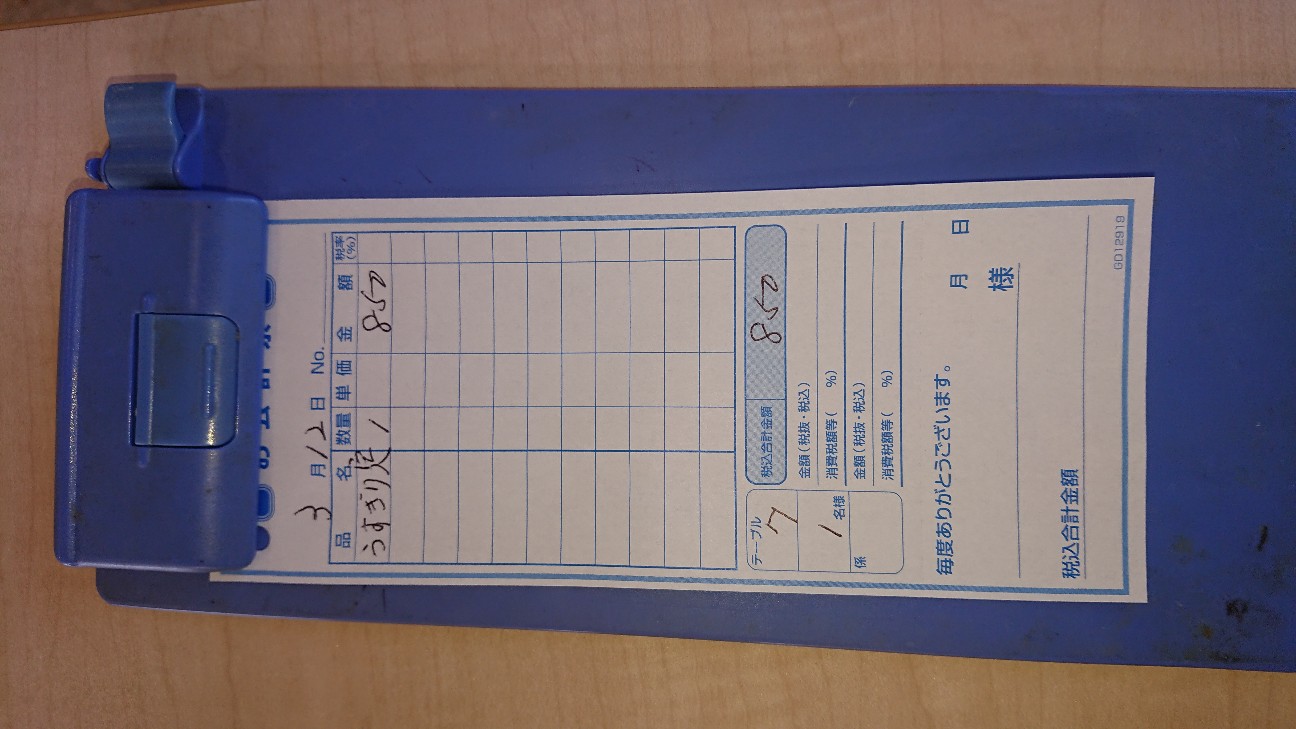 お会計票
3月12日 No.
品名 数量 単価 金額 税率(%)
うすぎり定 1 850
テーブル 7
1 名様
係
税込合計金額 850
金額(税抜・税込)
消費税額等( %)
金額(税抜・税込)
消費税額等( %)
毎度ありがとうございます。 月 日
様
税込合計金額
GD12919